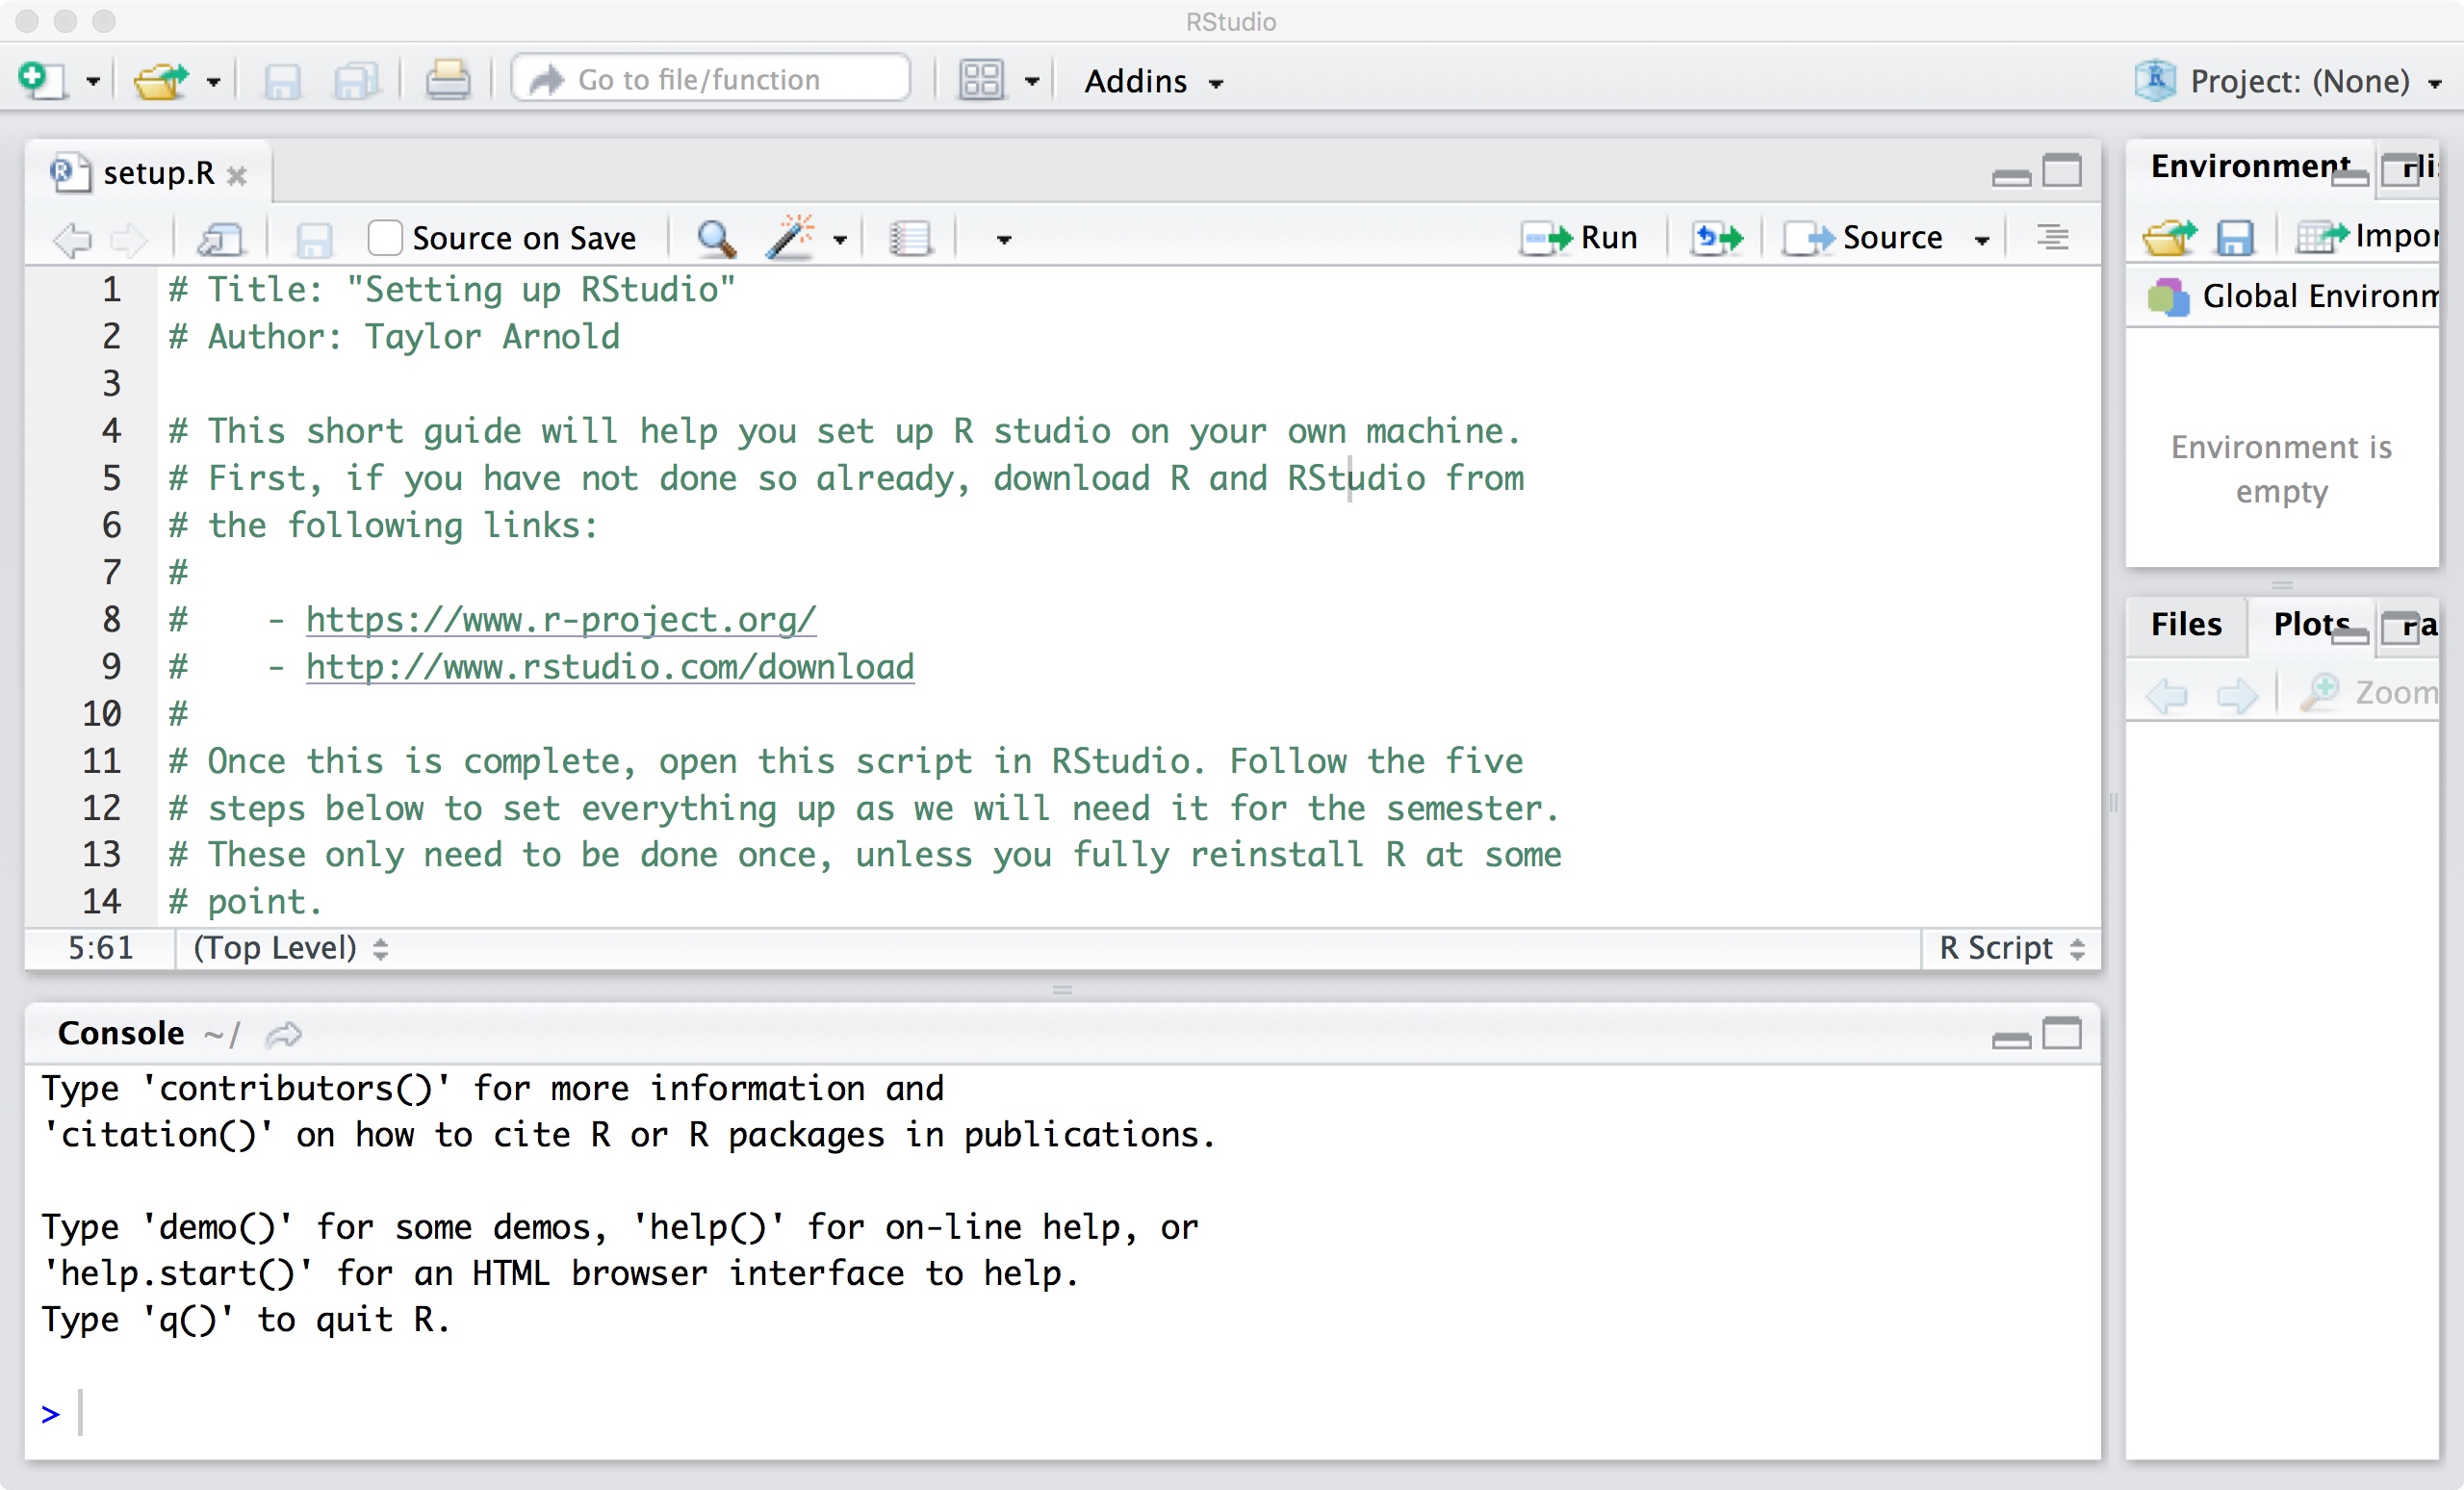 RStudio
Go to file/function
Addins
Project: (None)
setup.R
Source on Save
Run
Source
1 # Title: "Setting up RStudio"
2 # Author: Taylor Arnold
3
4 # This short guide will help you set up R studio on your own machine.
5 # First, if you have not done so already, download R and RStudio from
6 # the following links:
7 #
8 #    - https://www.r-project.org/
9 #    - http://www.rstudio.com/download
10 #
11 # Once this is complete, open this script in RStudio. Follow the five
12 # steps below to set everything up as we will need it for the semester.
13 # These only need to be done once, unless you fully reinstall R at some
14 # point.
5:61 (Top Level) R Script
Console ~/
Type 'contributors()' for more information and
'citation()' on how to cite R or R packages in publications.
Type 'demo()' for some demos, 'help()' for on-line help, or
'help.start()' for an HTML browser interface to help.
Type 'q()' to quit R.
>
Environment
Impor
Global Environm
Environment is
empty
Files Plots Pa
Zoom